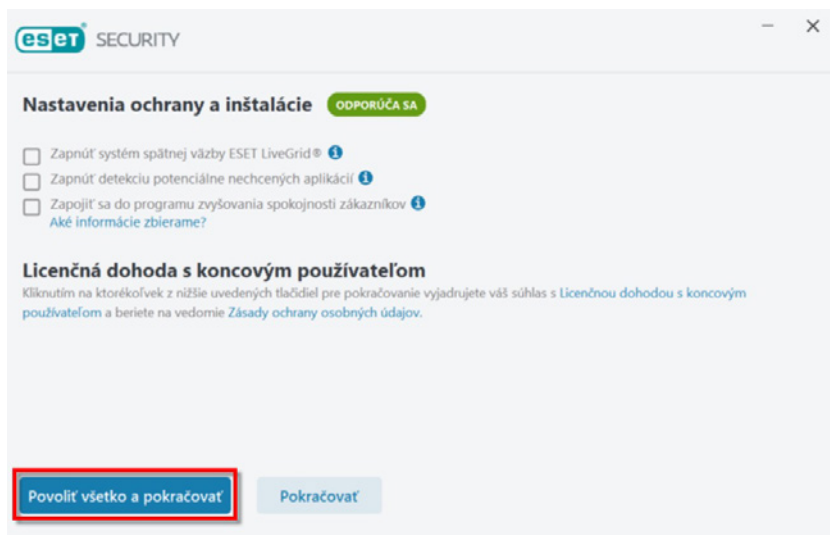 eset SECURITY
Nastavenia ochrany a inštalácie ODPORÚČA SA
Zapnúť systém spätnej väzby ESET LiveGrid®
Zapnúť detekciu potenciálne nechcených aplikácií
Zapojiť sa do programu zvyšovania spokojnosti zákazníkov
Aké informácie zbierame?
Licenčná dohoda s koncovým používateľom
Kliknutím na ktorékoľvek z nižšie uvedených tlačidiel pre pokračovanie vyjadrujete váš súhlas s Licenčnou dohodou s koncovým
používateľom a beriete na vedomie Zásady ochrany osobných údajov.
Povoliť všetko a pokračovať Pokračovať